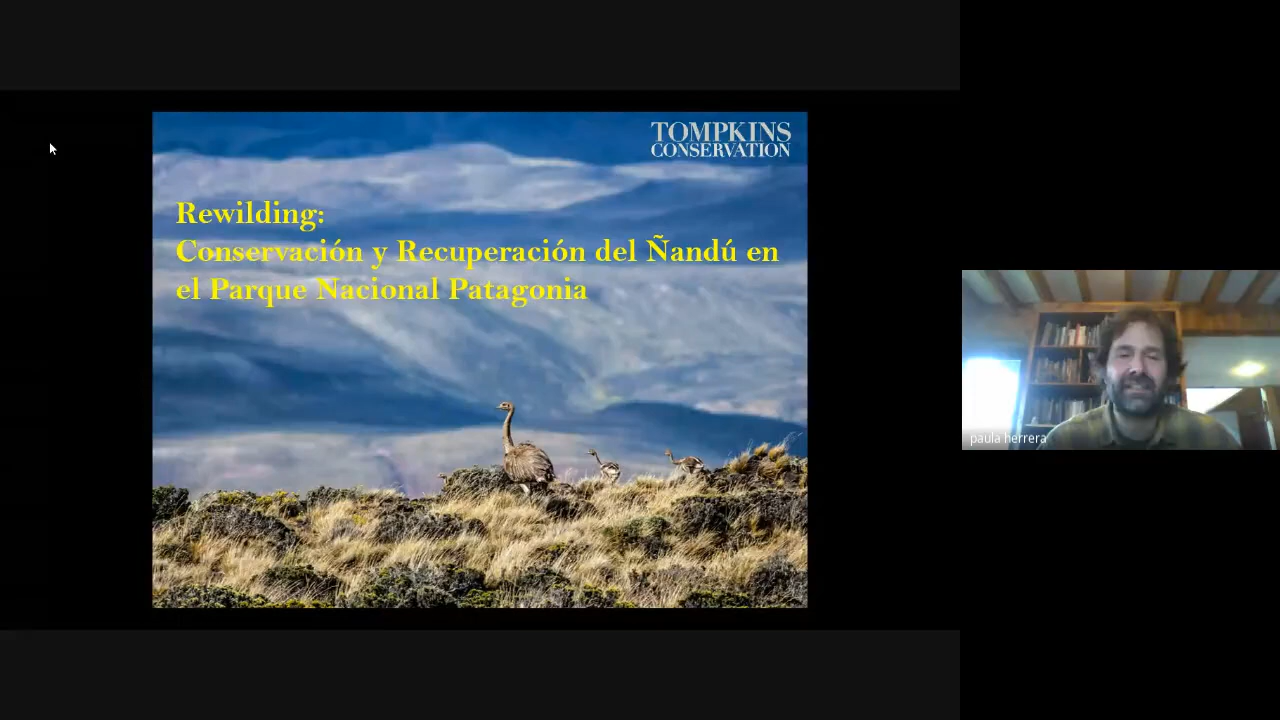 TOMPKINS
CONSERVATION
Rewilding:
Conservación y Recuperación del Ñandú en
el Parque Nacional Patagonia
paula herrera